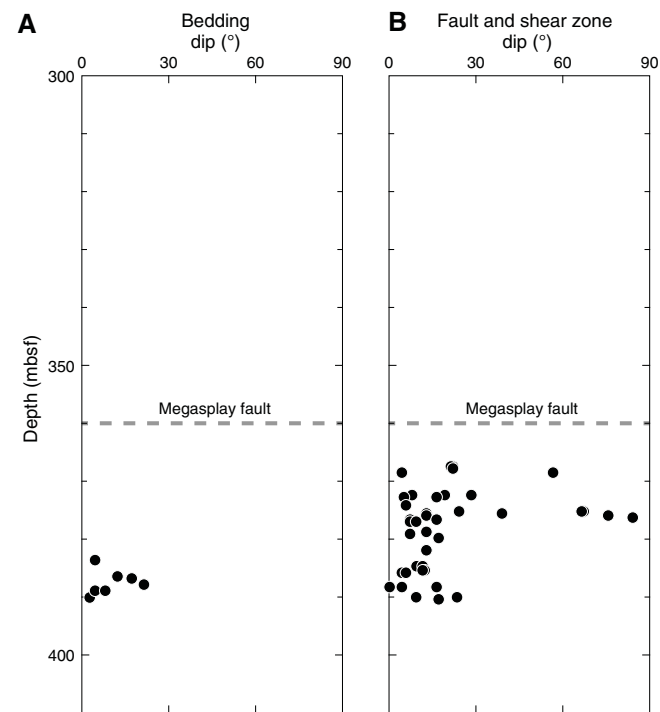 A
Bedding
dip (°)
0 30 60 90
B
Fault and shear zone
dip (°)
0 30 60 90
300
350
400
Depth (mbsf)
Megasplay fault
Megasplay fault